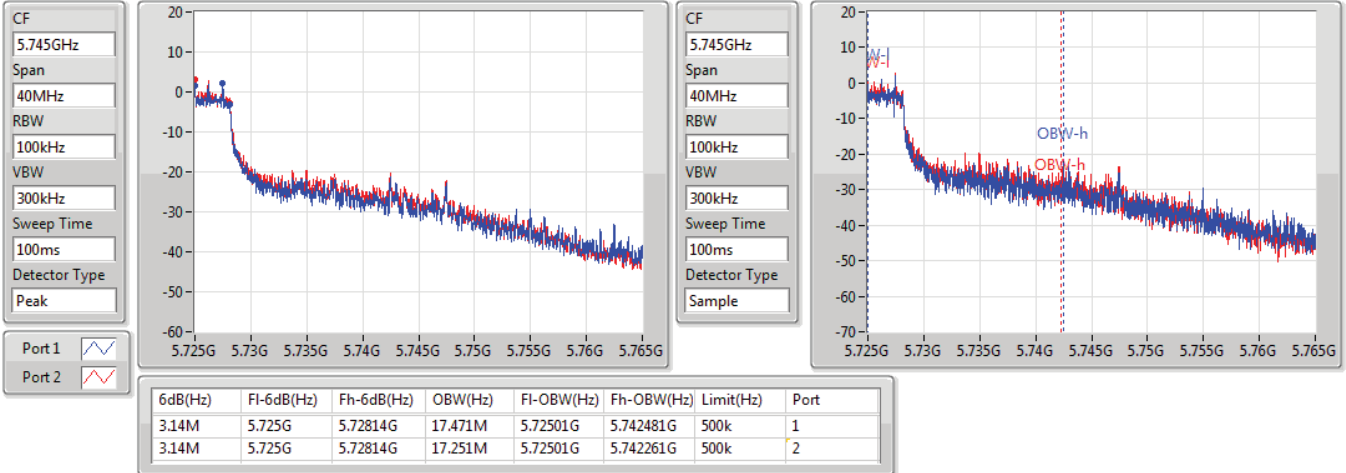 CF
5.745GHz
Span
40MHz
RBW
100kHz
VBW
300kHz
Sweep Time
100ms
Detector Type
Peak
Port 1
Port 2
20
10
0
-10
-20
-30
-40
-50
-60
5.725G 5.73G 5.735G 5.74G 5.745G 5.75G 5.755G 5.76G 5.765G
CF
5.745GHz
Span
40MHz
RBW
100kHz
VBW
300kHz
Sweep Time
100ms
Detector Type
Sample
20
10
0
-10
-20
-30
-40
-50
-60
-70
W-l
W-l
OBW-h
OBW-h
5.725G 5.73G 5.735G 5.74G 5.745G 5.75G 5.755G 5.76G 5.765G
6dB(Hz) Fl-6dB(Hz) Fh-6dB(Hz) OBW(Hz) Fl-OBW(Hz) Fh-OBW(Hz) Limit(Hz) Port
3.14M 5.725G 5.72814G 17.471M 5.72501G 5.742481G 500k 1
3.14M 5.725G 5.72814G 17.251M 5.72501G 5.742261G 500k 2